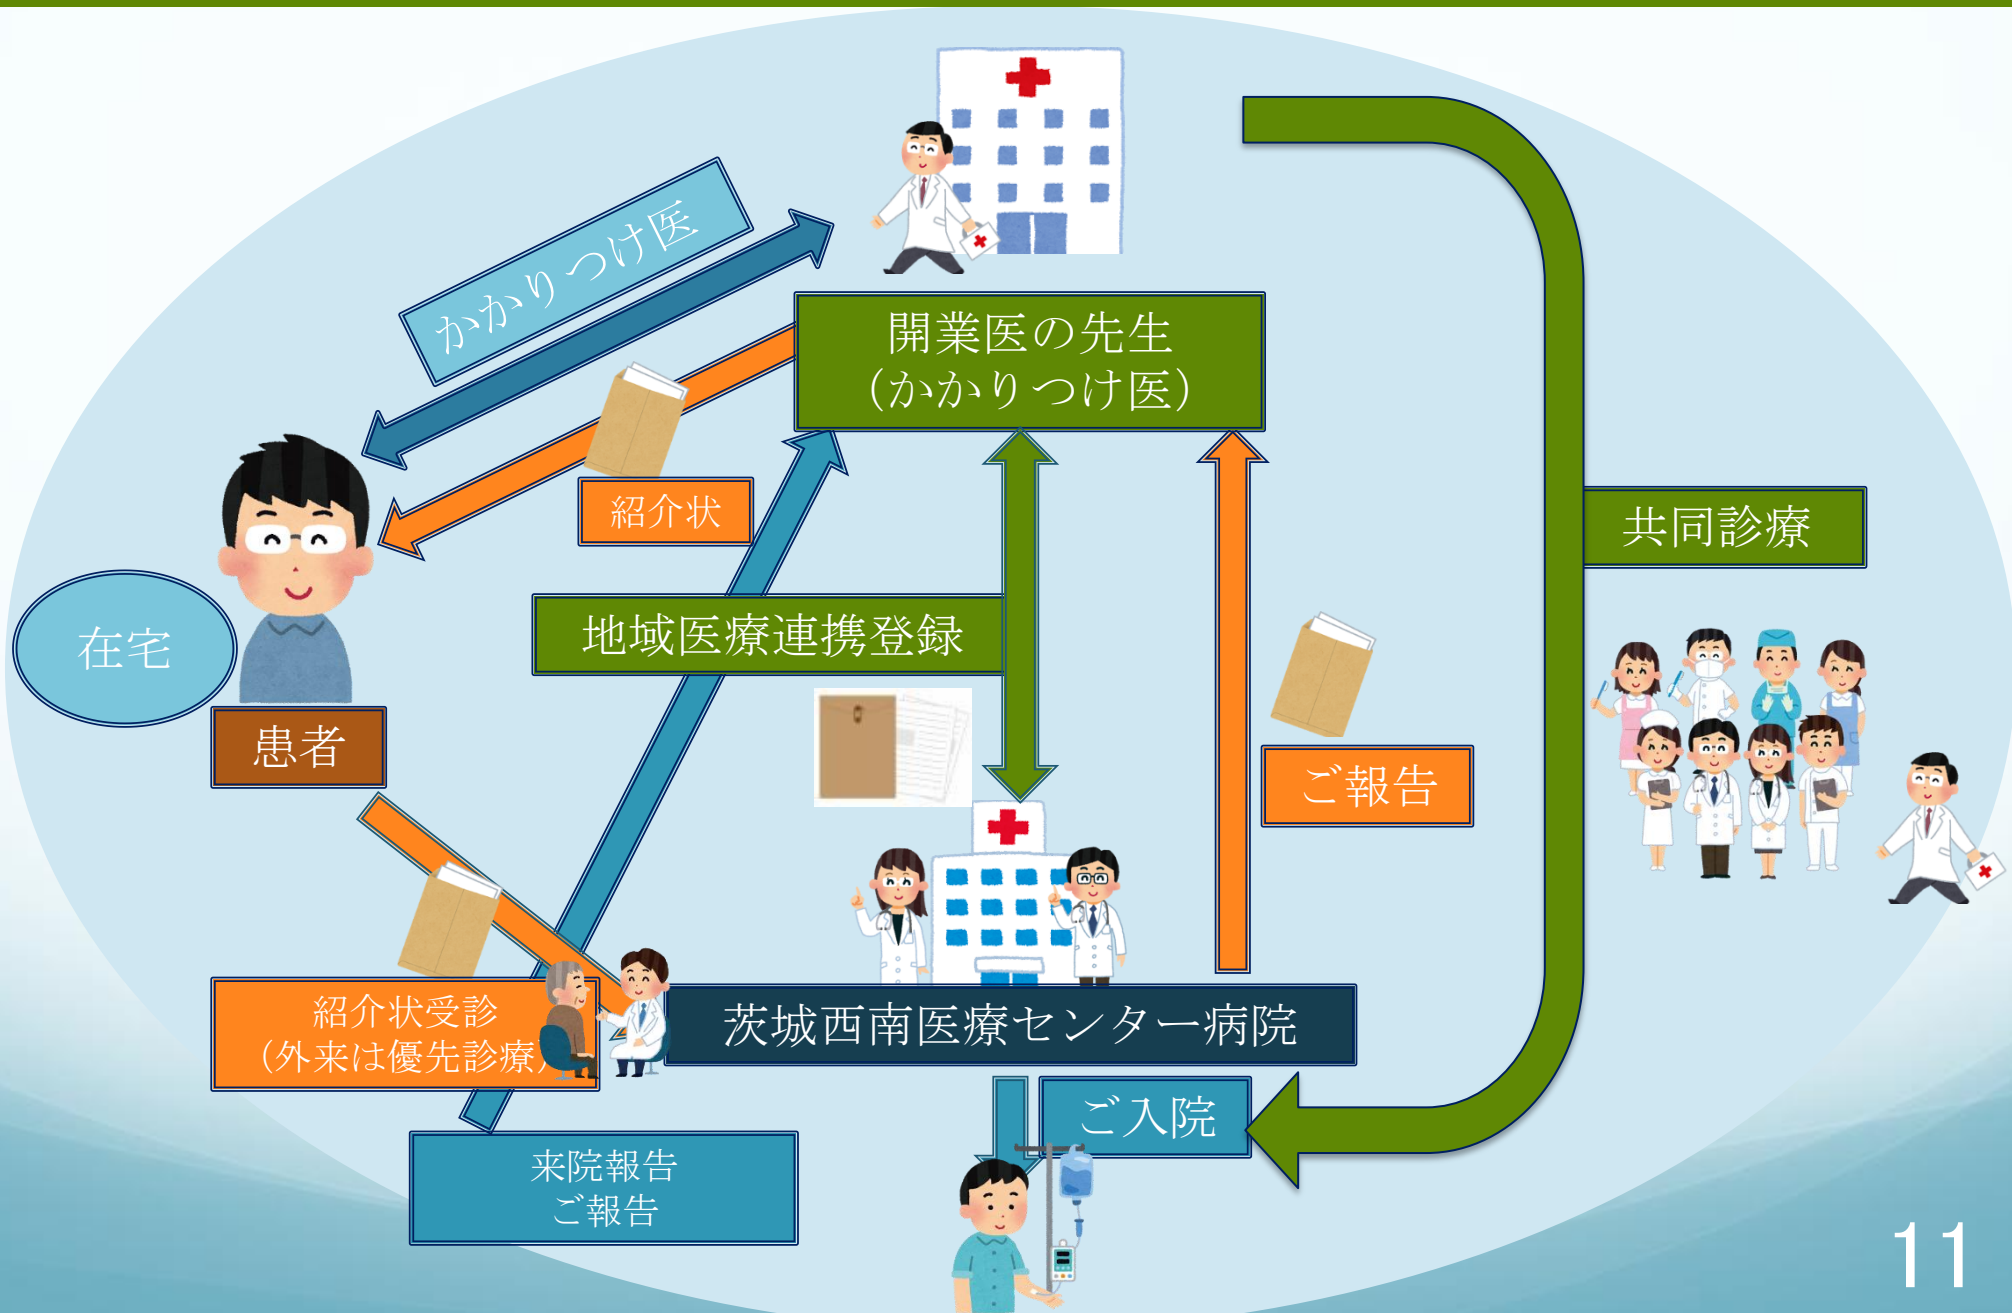 かかりつけ医
開業医の先生
（かかりつけ医）
紹介状
共同診療
地域医療連携登録
在宅
患者
ご報告
紹介状受診
（外来は優先診療）
茨城西南医療センター病院
ご入院
来院報告
ご報告
11